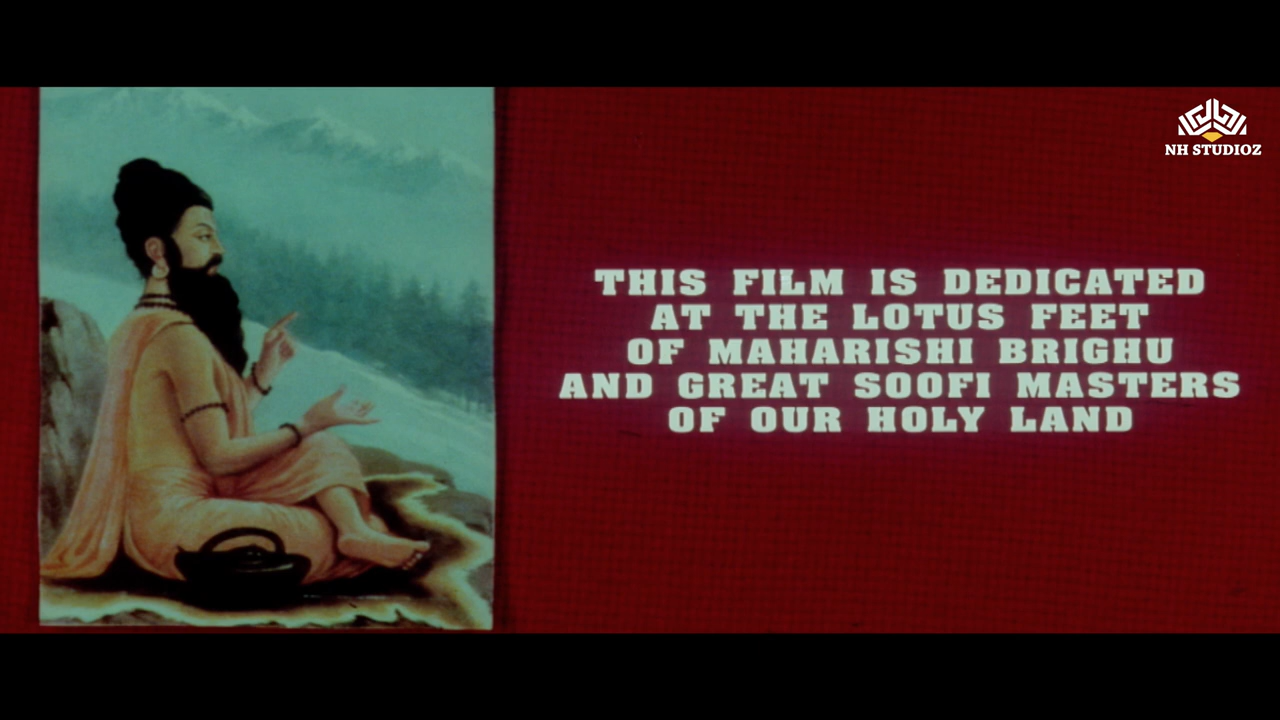 NH STUDIOZ
THIS FILM IS DEDICATED
AT THE LOTUS FEET
OF MAHARISHI BRIGHU
AND GREAT SOOFI MASTERS
OF OUR HOLY LAND